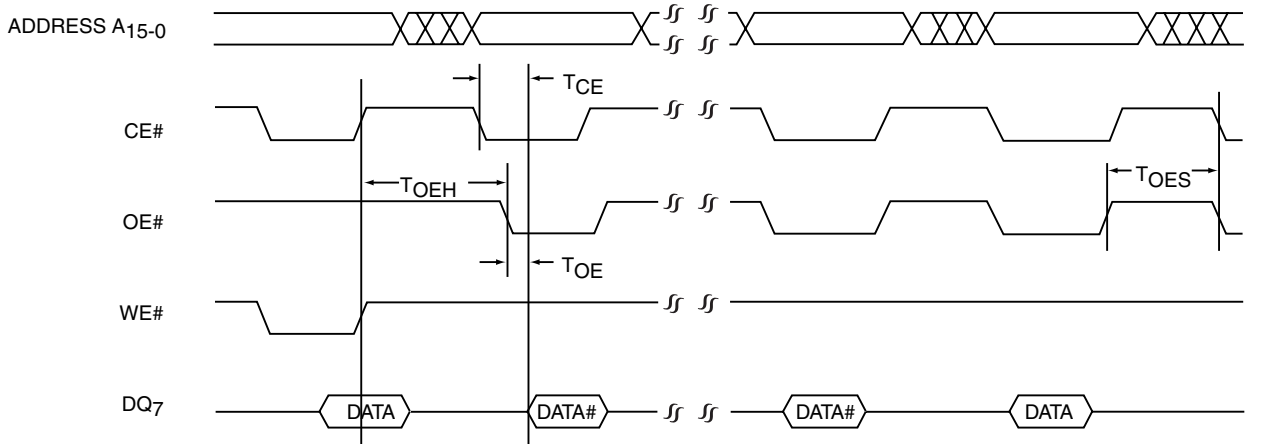 ADDRESS A15-0
TCE
CE#
TOEH
TOES
OE#
TOE
WE#
DQ7
DATA
DATA#
DATA#
DATA